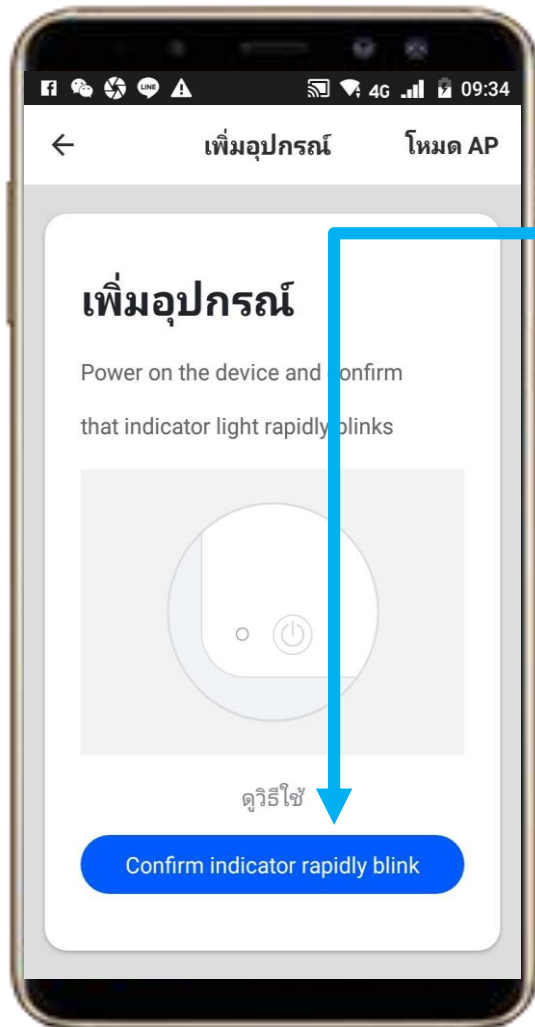 LINE
4G
09:34
เพิ่มอุปกรณ์
โหมด AP
เพิ่มอุปกรณ์
Power on the device and confirm
that indicator light rapidly blinks
ดูวิธีใช้
Confirm indicator rapidly blink